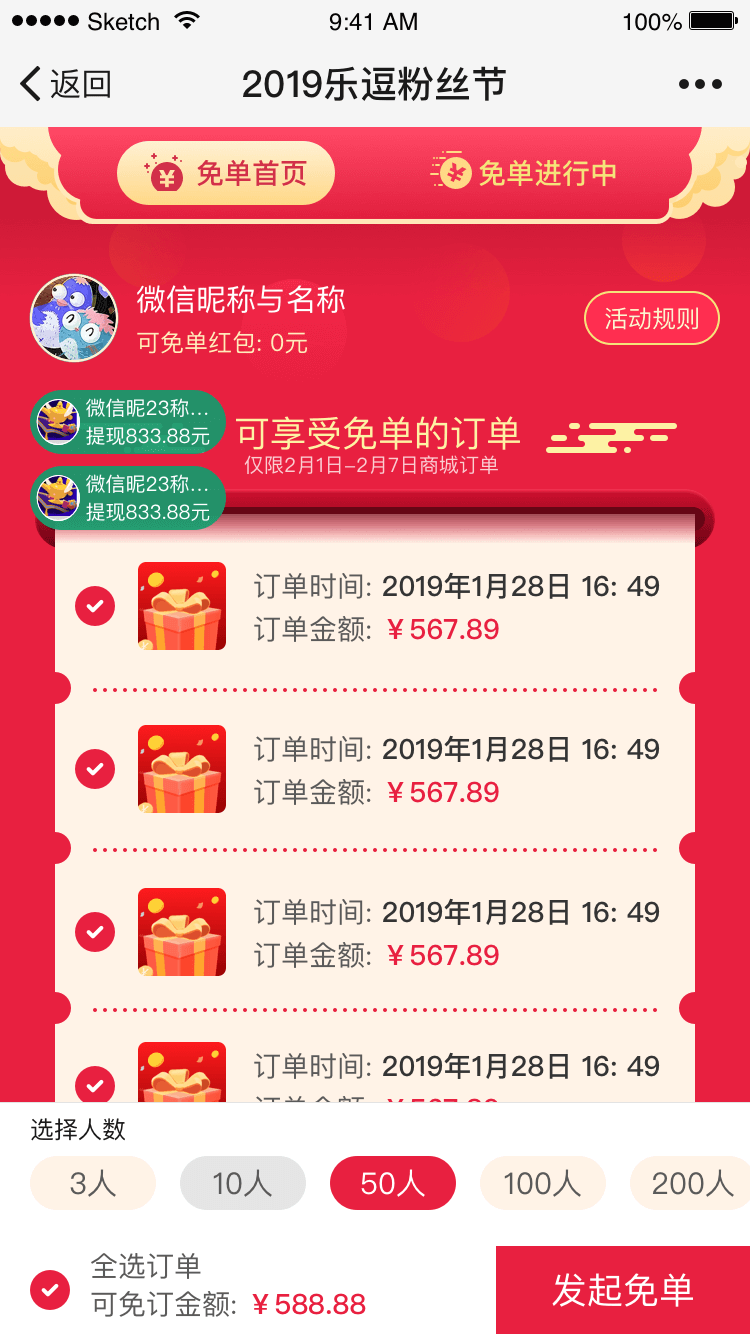 Sketch 9:41 AM 100%
返回 2019乐逗粉丝节
免单首页 免单进行中
微信昵称与名称
可免单红包: 0元
活动规则
微信昵23称...
提现833.88元
可享受免单的订单
仅限2月1日-2月7日商城订单
微信昵23称...
提现833.88元
订单时间: 2019年1月28日 16: 49
订单金额: ¥567.89
订单时间: 2019年1月28日 16: 49
订单金额: ¥567.89
订单时间: 2019年1月28日 16: 49
订单金额: ¥567.89
订单时间: 2019年1月28日 16: 49
选择人数
3人 10人 50人 100人 200人
全选订单
可免订金额: ¥588.88
发起免单